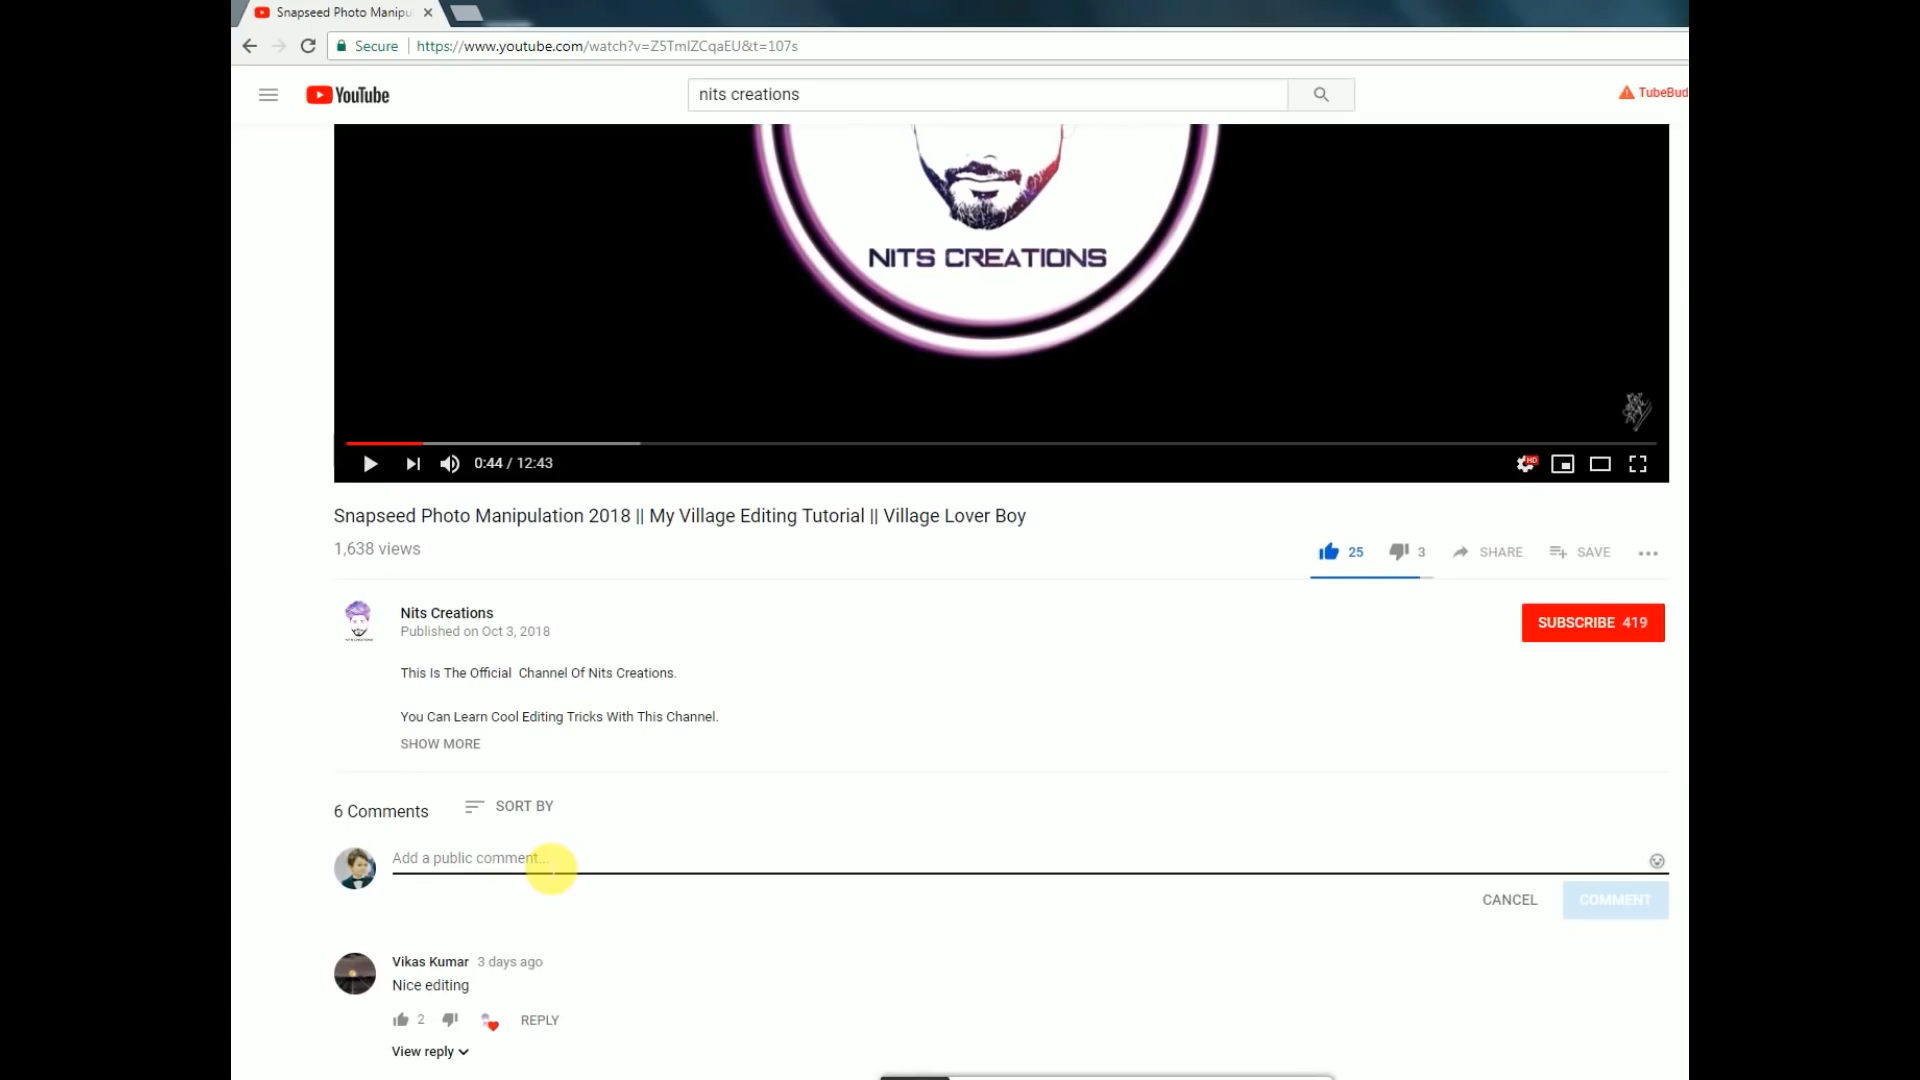 Snapseed Photo Manipu
Secure
https://www.youtube.com/watch?v=Z5TmlZCqaEU&t=107s
YouTube
nits creations
TubeBud
NITS CREATIONS
HD
0:44 / 12:43
Snapseed Photo Manipulation 2018 || My Village Editing Tutorial || Village Lover Boy
1,638 views
25
3
SHARE
SAVE
Nits Creations
Published on Oct 3, 2018
SUBSCRIBE 419
This Is The Official Channel Of Nits Creations.
You Can Learn Cool Editing Tricks With This Channel.
SHOW MORE
6 Comments
SORT BY
Add a public comment...
CANCEL
COMMENT
Vikas Kumar 3 days ago
Nice editing
2
REPLY
View reply